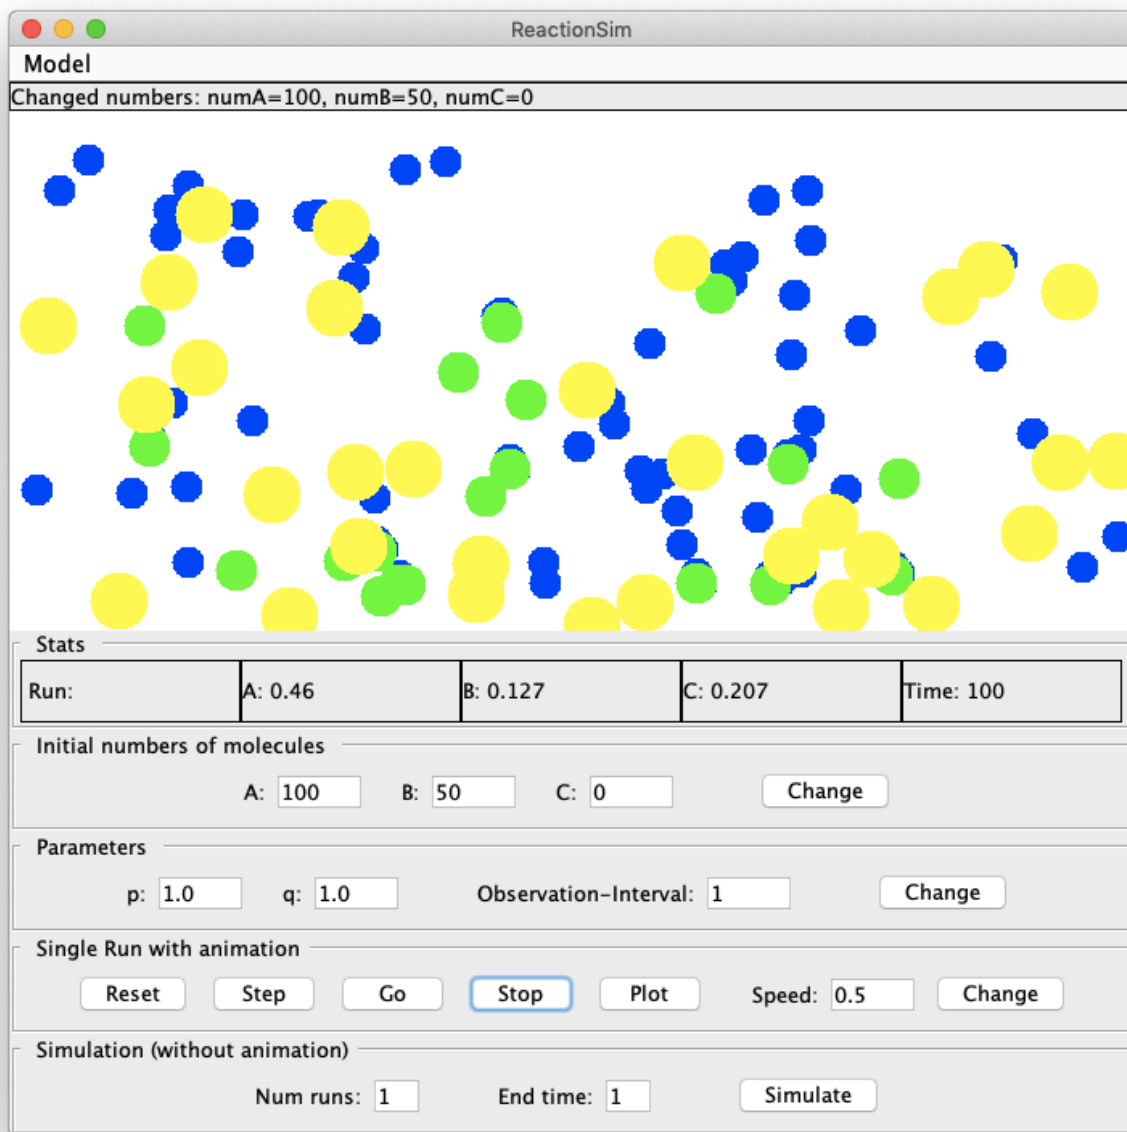 ReactionSim
Model
Changed numbers: numA=100, numB=50, numC=0
Stats
Run: A: 0.46 B: 0.127 C: 0.207 Time: 100
Initial numbers of molecules
A: 100 B: 50 C: 0 Change
Parameters
p: 1.0 q: 1.0 Observation-Interval: 1 Change
Single Run with animation
Reset Step Go Stop Plot Speed: 0.5 Change
Simulation (without animation)
Num runs: 1 End time: 1 Simulate